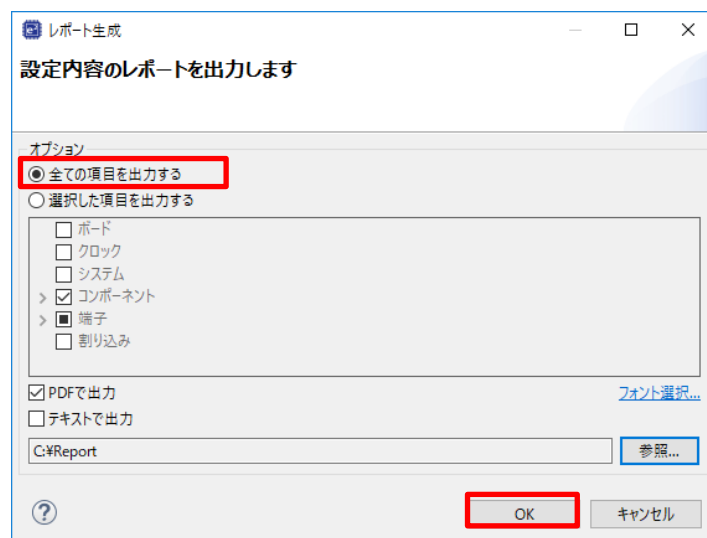 レポート生成
設定内容のレポートを出力します
オプション
全ての項目を出力する
選択した項目を出力する
ボード
クロック
システム
コンポーネント
端子
割り込み
PDFで出力
フォント選択...
テキストで出力
C:¥Report
参照...
OK
キャンセル